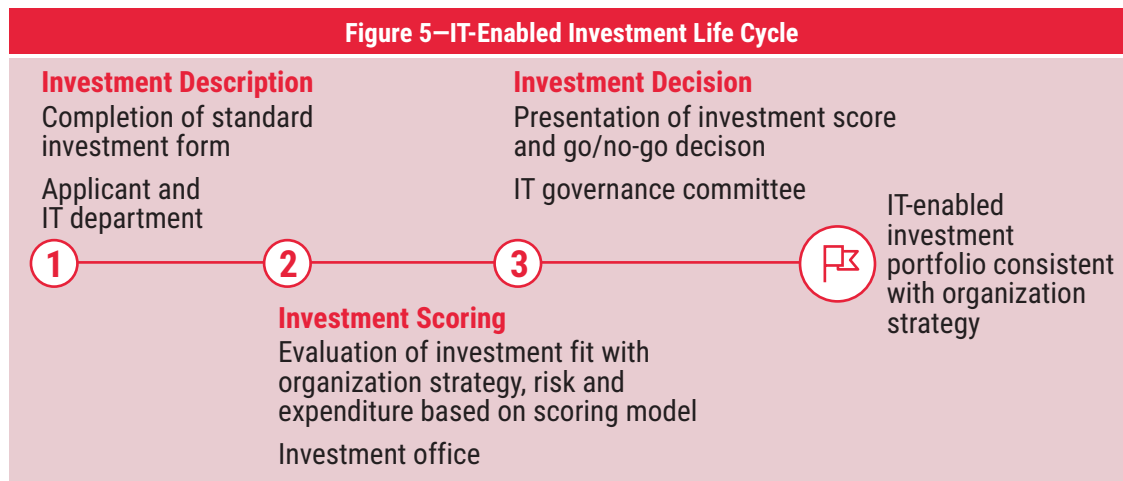 Figure 5—IT-Enabled Investment Life Cycle
Investment Description
Completion of standard
investment form
Applicant and
IT department
1
2
Investment Scoring
Evaluation of investment fit with
organization strategy, risk and
expenditure based on scoring model
Investment office
3
Investment Decision
Presentation of investment score
and go/no-go decison
IT governance committee
IT-enabled
investment
portfolio consistent
with organization
strategy